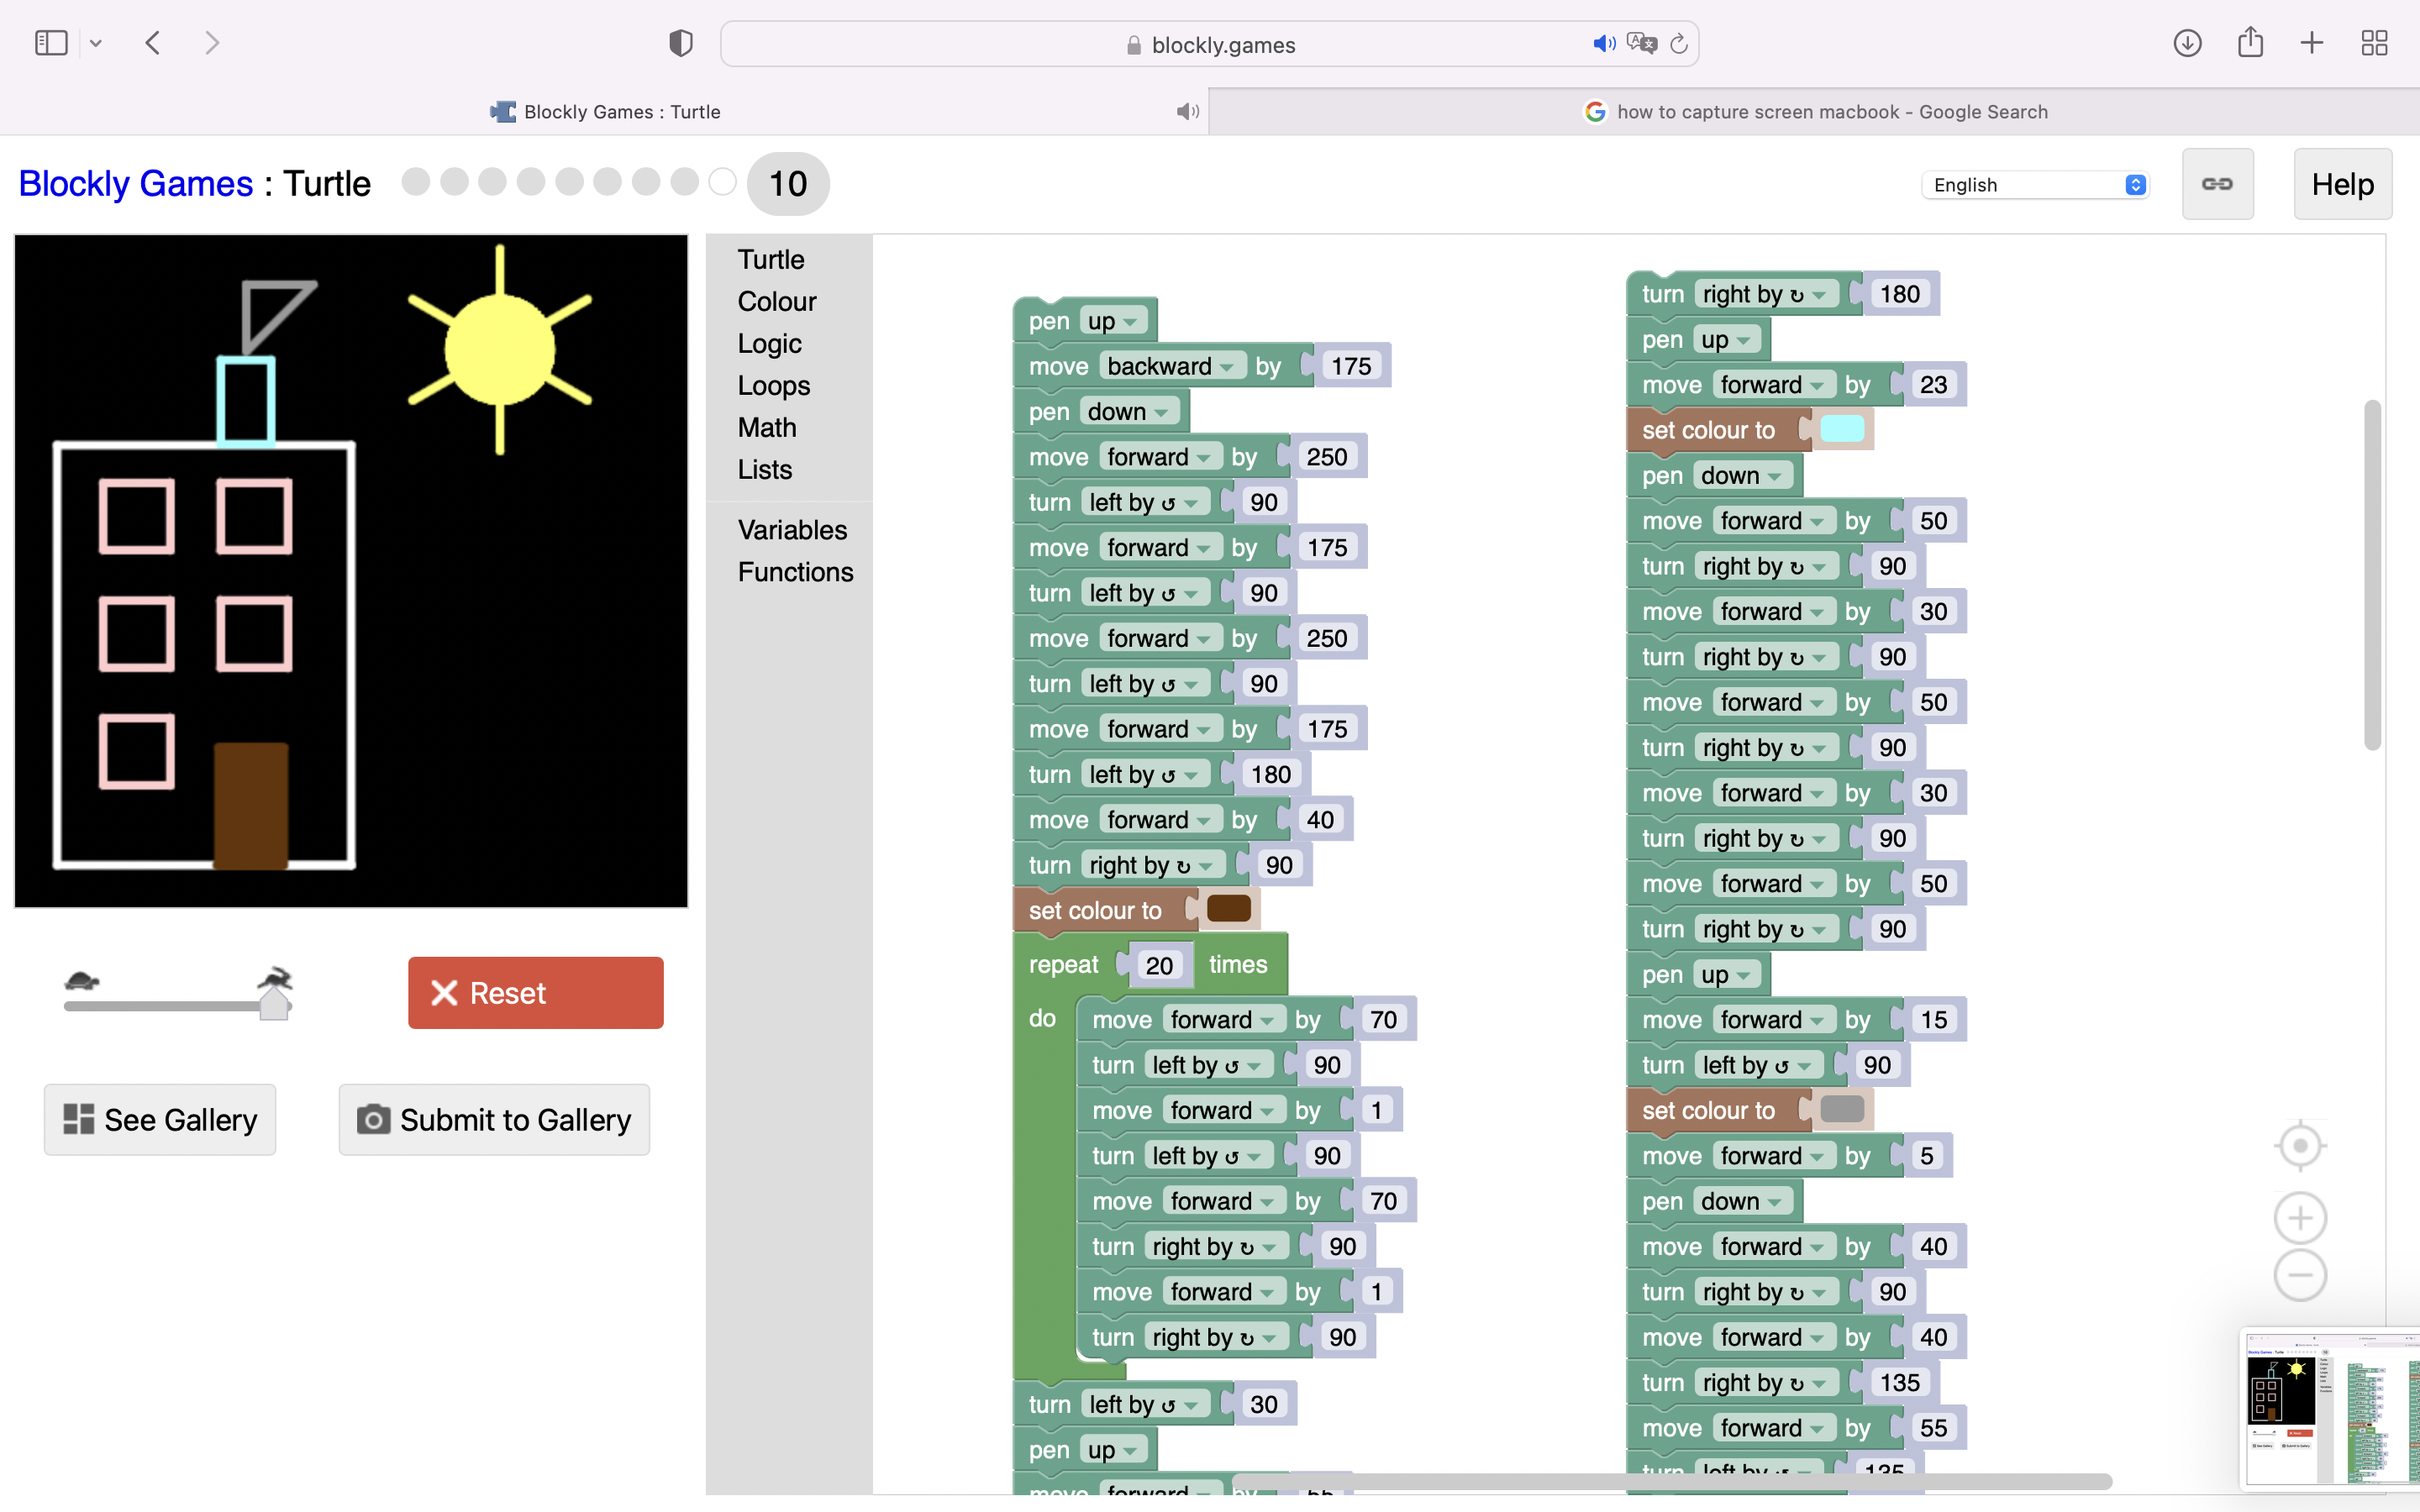 blockly.games
Blockly Games : Turtle
how to capture screen macbook - Google Search
Blockly Games : Turtle
10
English
Help
Turtle
Colour
Logic
Loops
Math
Lists
Variables
Functions
Reset
See Gallery
Submit to Gallery
pen up
move backward by 175
pen down
move forward by 250
turn left by ↺ 90
move forward by 175
turn left by ↺ 90
move forward by 250
turn left by ↺ 90
move forward by 175
turn left by ↺ 180
move forward by 40
turn right by ↻ 90
set colour to
repeat 20 times
do
move forward by 70
turn left by ↺ 90
move forward by 1
turn left by ↺ 90
move forward by 70
turn right by ↻ 90
move forward by 1
turn right by ↻ 90
turn left by ↺ 30
pen up
move forward by 55
turn right by ↻ 180
pen up
move forward by 23
set colour to
pen down
move forward by 50
turn right by ↻ 90
move forward by 30
turn right by ↻ 90
move forward by 50
turn right by ↻ 90
move forward by 30
turn right by ↻ 90
move forward by 50
turn right by ↻ 90
pen up
move forward by 15
turn left by ↺ 90
set colour to
move forward by 5
pen down
move forward by 40
turn right by ↻ 90
move forward by 40
turn right by ↻ 135
move forward by 55
turn left by ↺ 135